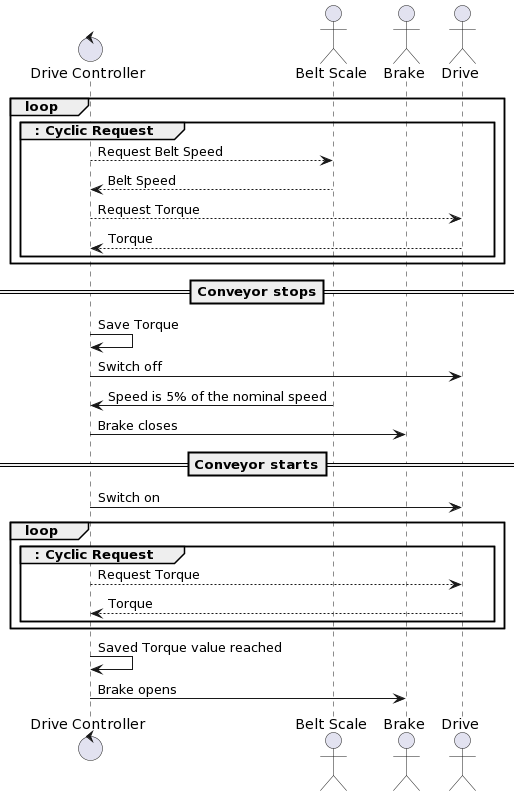 Drive Controller
Belt Scale
Brake
Drive
loop
: Cyclic Request
Request Belt Speed
Belt Speed
Request Torque
Torque
Conveyor stops
Save Torque
Switch off
Speed is 5% of the nominal speed
Brake closes
Conveyor starts
Switch on
loop
: Cyclic Request
Request Torque
Torque
Saved Torque value reached
Brake opens
Drive Controller
Belt Scale
Brake
Drive